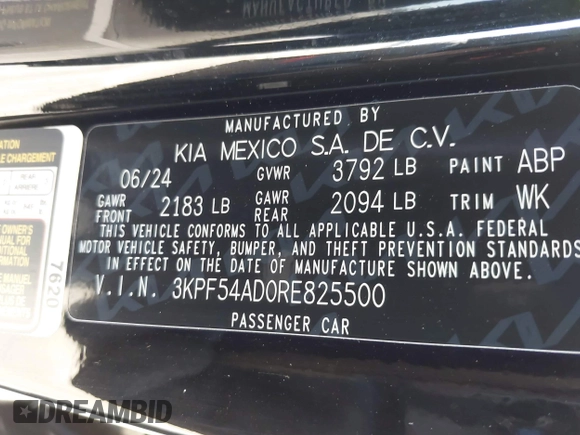 MANUFACTURED BY
KIA MEXICO S.A. DE C.V.
06/24 GVWR 3792 LB PAINT ABP
GAWR FRONT 2183 LB GAWR REAR 2094 LB TRIM WK
THIS VEHICLE CONFORMS TO ALL APPLICABLE U.S.A. FEDERAL
MOTOR VEHICLE SAFETY, BUMPER, AND THEFT PREVENTION STANDARDS
IN EFFECT ON THE DATE OF MANUFACTURE SHOWN ABOVE.
V.I.N. 3KPF54AD0RE825500
PASSENGER CAR
7620
DREAMBID